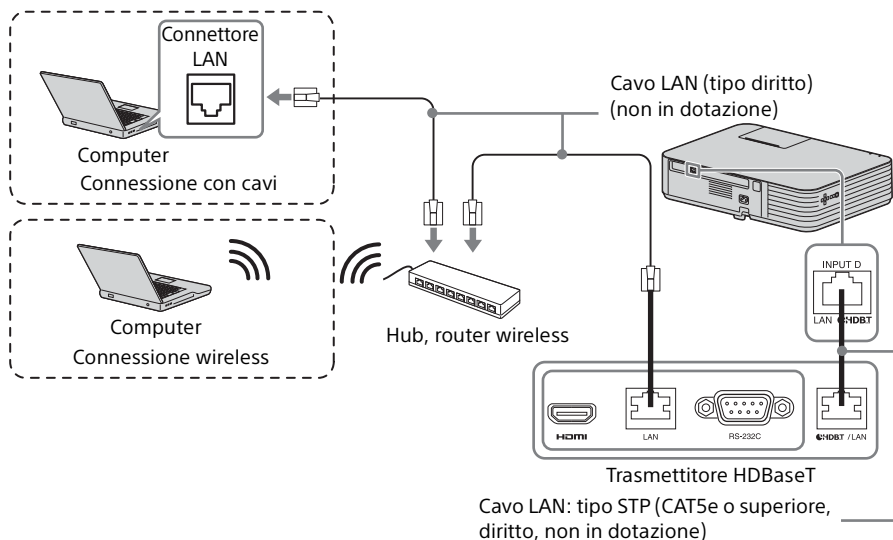 Connettore
LAN
Computer
Connessione con cavi
Cavo LAN (tipo diritto)
(non in dotazione)
Computer
Connessione wireless
Hub, router wireless
INPUT D
LAN HDBT
HDMI
LAN
RS-232C
HDBT / LAN
Trasmettitore HDBaseT
Cavo LAN: tipo STP (CAT5e o superiore,
diritto, non in dotazione)